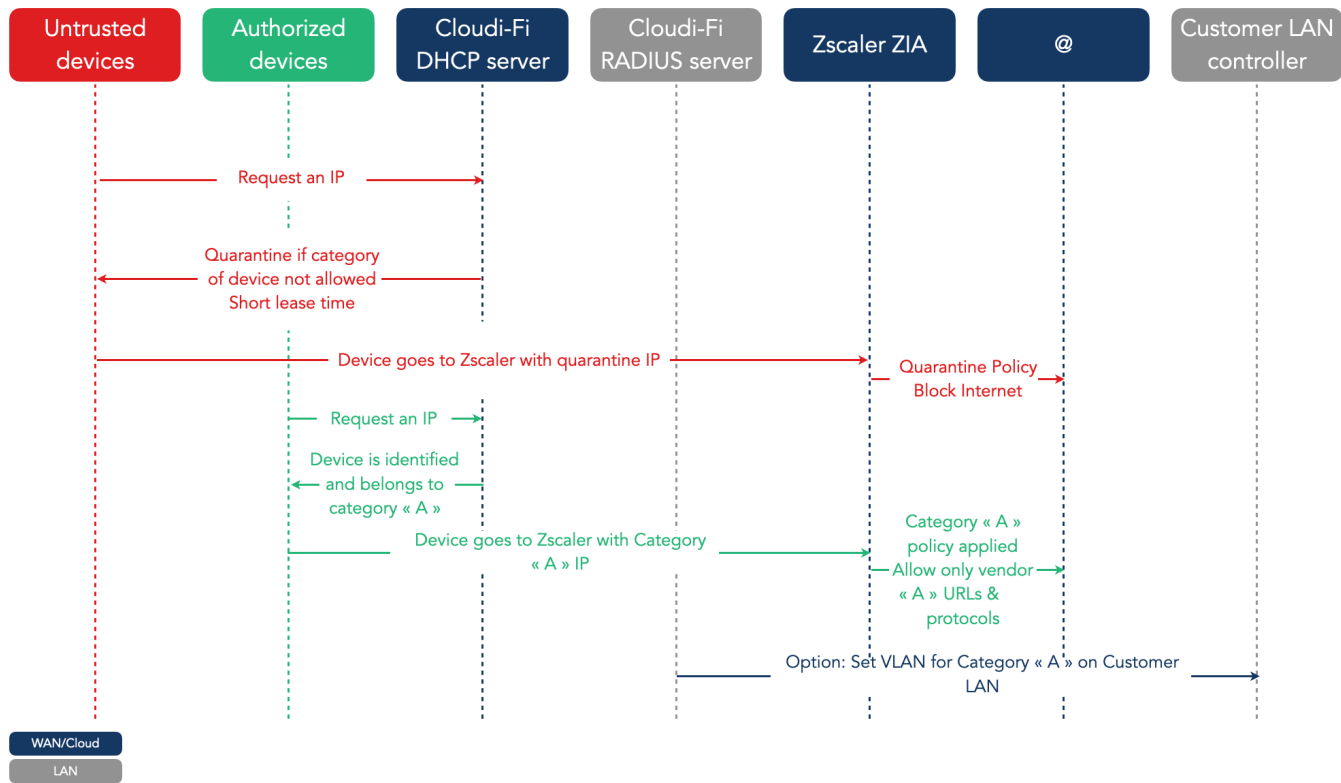 Untrusted
devices
Authorized
devices
Cloudi-Fi
DHCP server
Cloudi-Fi
RADIUS server
Zscaler ZIA
@
Customer LAN
controller
Request an IP
Quarantine if category
of device not allowed
Short lease time
Device goes to Zscaler with quarantine IP
Quarantine Policy
Block Internet
Request an IP
Device is identified
and belongs to
category « A »
Device goes to Zscaler with Category
« A » IP
Category « A »
policy applied
Allow only vendor
« A » URLs &
protocols
Option: Set VLAN for Category « A » on Customer
LAN
WAN/Cloud
LAN